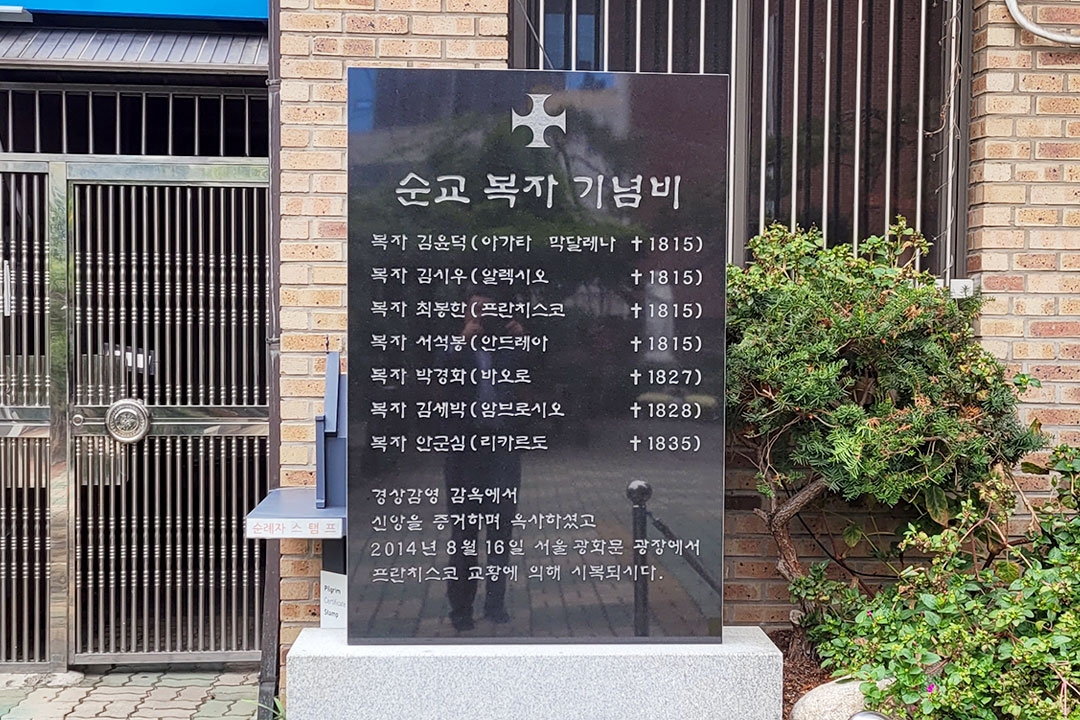 순교 복자 기념비
복자 김윤덕(아가타 막달레나 ✝1815)
복자 김시우(알렉시오 ✝1815)
복자 최봉한(프란치스코 ✝1815)
복자 서석봉(안드레아 ✝1815)
복자 박경화(바오로 ✝1827)
복자 김세박(암브로시오 ✝1828)
복자 안군심(리카르도 ✝1835)
경상감영 감옥에서
신앙을 증거하며 옥사하셨고
2014년 8월 16일 서울 광화문 광장에서
프란치스코 교황에 의해 시복되시다.
순례자 스탬프
Pilgrim
Certificate
Stamp